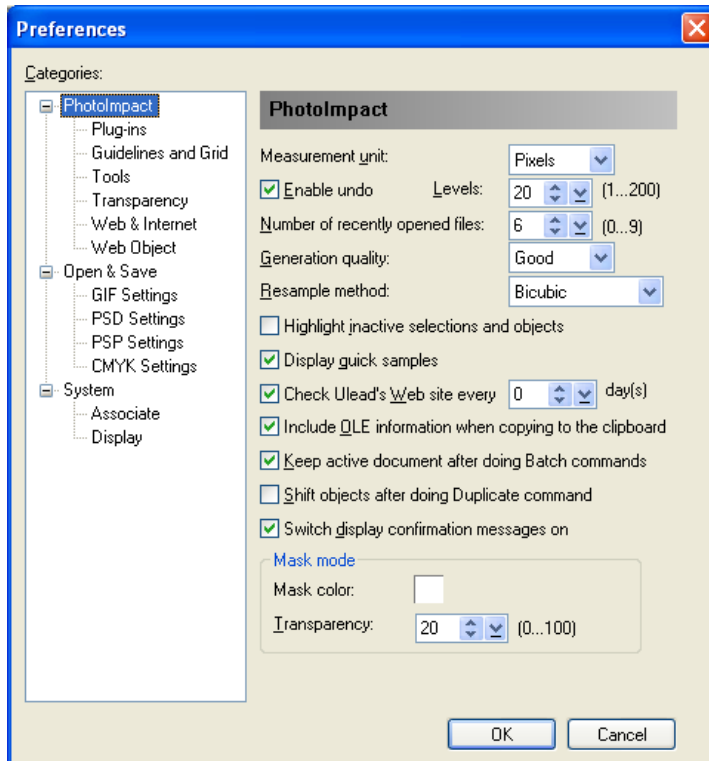 Preferences
Categories:
PhotoImpact
Plug-ins
Guidelines and Grid
Tools
Transparency
Web & Internet
Web Object
Open & Save
GIF Settings
PSD Settings
PSP Settings
CMYK Settings
System
Associate
Display
PhotoImpact
Measurement unit: Pixels
Enable undo Levels: 20 (1...200)
Number of recently opened files: 6 (0...9)
Generation quality: Good
Resample method: Bicubic
Highlight inactive selections and objects
Display quick samples
Check Ulead's Web site every 0 day(s)
Include OLE information when copying to the clipboard
Keep active document after doing Batch commands
Shift objects after doing Duplicate command
Switch display confirmation messages on
Mask mode
Mask color:
Transparency: 20 (0...100)
OK Cancel